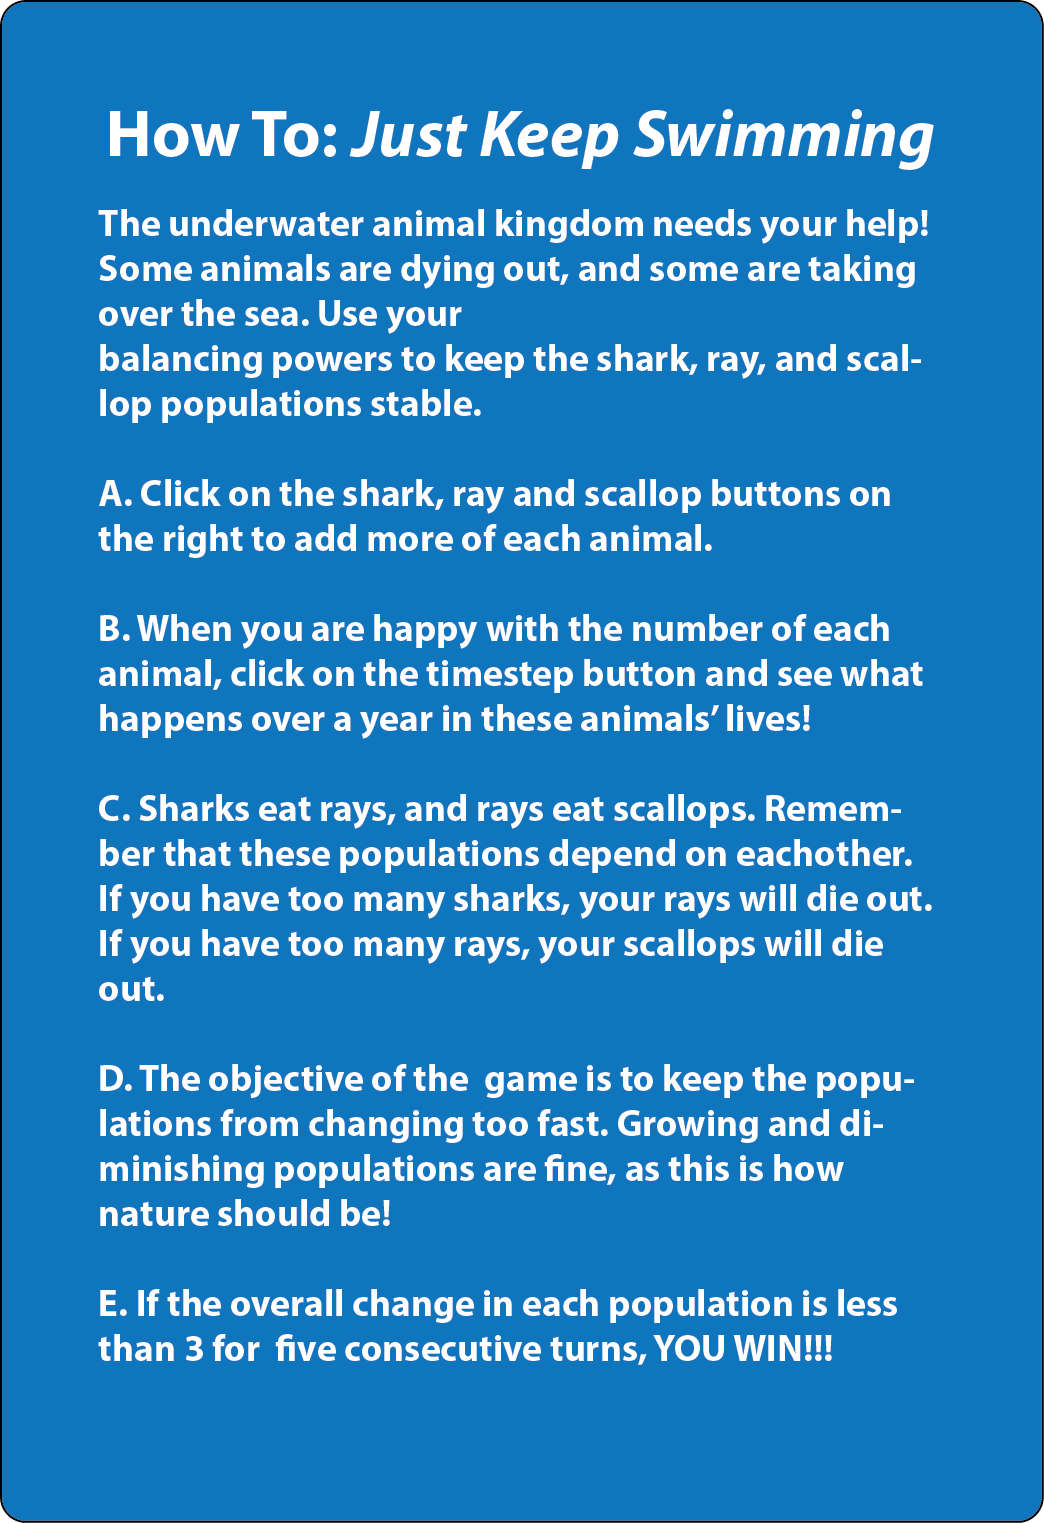 How To: Just Keep Swimming
The underwater animal kingdom needs your help!
Some animals are dying out, and some are taking
over the sea. Use your
balancing powers to keep the shark, ray, and scal-
lop populations stable.
A. Click on the shark, ray and scallop buttons on
the right to add more of each animal.
B. When you are happy with the number of each
animal, click on the timestep button and see what
happens over a year in these animals’ lives!
C. Sharks eat rays, and rays eat scallops. Remem-
ber that these populations depend on eachother.
If you have too many sharks, your rays will die out.
If you have too many rays, your scallops will die
out.
D. The objective of the  game is to keep the popu-
lations from changing too fast. Growing and di-
minishing populations are fine, as this is how
nature should be!
E. If the overall change in each population is less
than 3 for  five consecutive turns, YOU WIN!!!